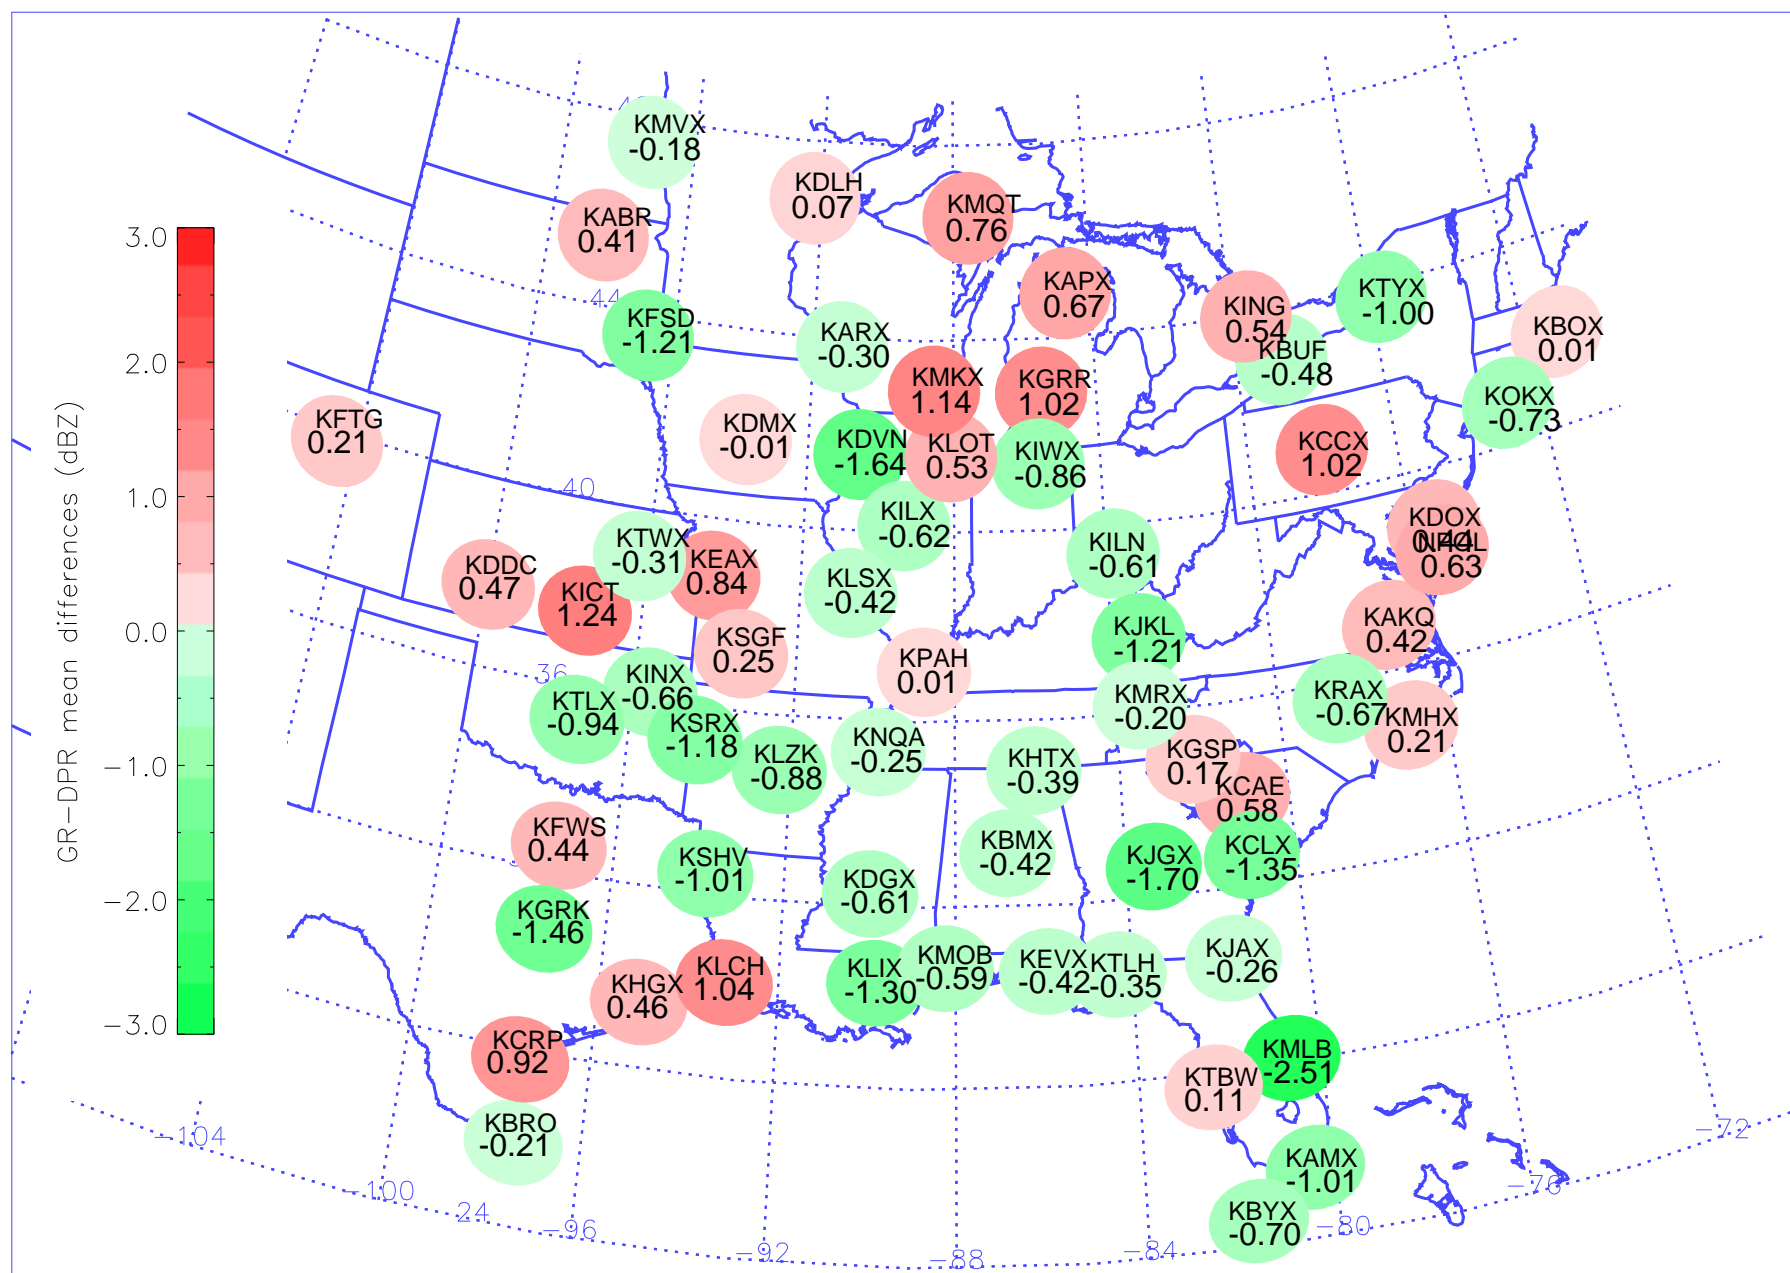 KMVX
-0.18
KDLH
0.07
KMQT
0.76
KABR
0.41
3.0
2.0
1.0
0.0
−1.0
−2.0
−3.0
GR−DPR mean differences (dBZ)
44
KFSD
-1.21
KARX
-0.30
KAPX
0.67
KING
0.54
KTYX
-1.00
KBUF
-0.48
KBOX
0.01
KOKX
-0.73
KMKX
1.14
KGRR
1.02
KFTG
0.21
KDMX
-0.01
KDVN
-1.64
KLOT
0.53
KIWX
-0.86
KCCX
1.02
40
KILX
-0.62
KDOX
0.44
NPOL
0.63
KTWX
-0.31
KEAX
0.84
KILN
-0.61
KDDC
0.47
KICT
1.24
KLSX
-0.42
KAKQ
0.42
KSGF
0.25
KJKL
-1.21
36
KPAH
0.01
KINX
-0.66
KTLX
-0.94
KMRX
-0.20
KRAX
-0.67
KMHX
0.21
KSRX
-1.18
KLZK
-0.88
KNQA
-0.25
KHTX
-0.39
KGSP
0.17
KCAE
0.58
KFWS
0.44
KSHV
-1.01
KBMX
-0.42
KJGX
-1.70
KCLX
-1.35
KDGX
-0.61
KGRK
-1.46
KHGX
0.46
KLCH
1.04
KLIX
-1.30
KMOB
-0.59
KEVX
-0.42
KTLH
-0.35
KJAX
-0.26
KCRP
0.92
KMLB
-2.51
KTBW
0.11
KBRO
-0.21
KAMX
-1.01
KBYX
-0.70
−104
−100
24
−96
−92
−88
−84
−80
−76
−72